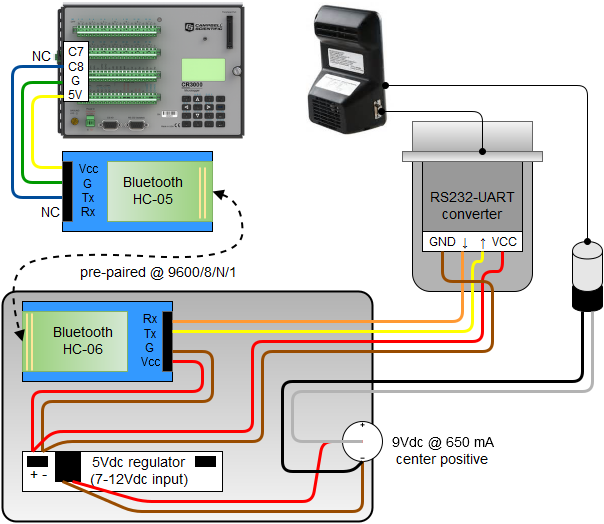 CAMPBELL
SCIENTIFIC
CR3000
NC
C7
C8
G
5V
Vcc
G
Tx
NC Rx
Bluetooth
HC-05
RS232-UART
converter
GND ↓ ↑ VCC
pre-paired @ 9600/8/N/1
Bluetooth
HC-06
Rx
Tx
G
Vcc
+
−
9Vdc @ 650 mA
center positive
5Vdc regulator
(7-12Vdc input)
+ -